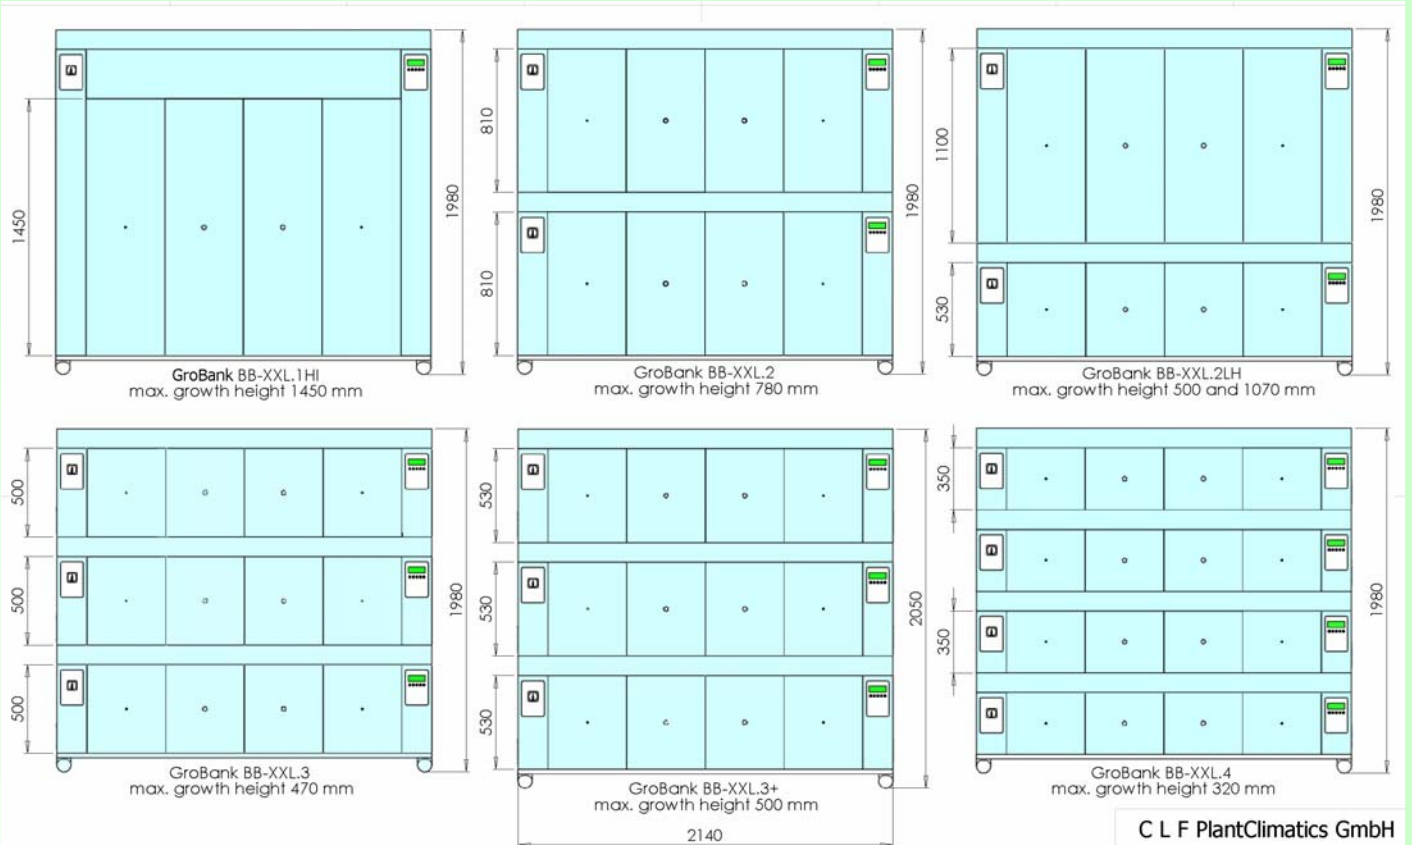 1450
1980
GroBank BB-XXL.1HI
max. growth height 1450 mm
810
810
1980
GroBank BB-XXL.2
max. growth height 780 mm
1100
530
1980
GroBank BB-XXL.2LH
max. growth height 500 and 1070 mm
500
500
500
1980
GroBank BB-XXL.3
max. growth height 470 mm
530
530
530
2050
GroBank BB-XXL.3+
max. growth height 500 mm
2140
350
350
1980
GroBank BB-XXL.4
max. growth height 320 mm
C L F PlantClimatics GmbH